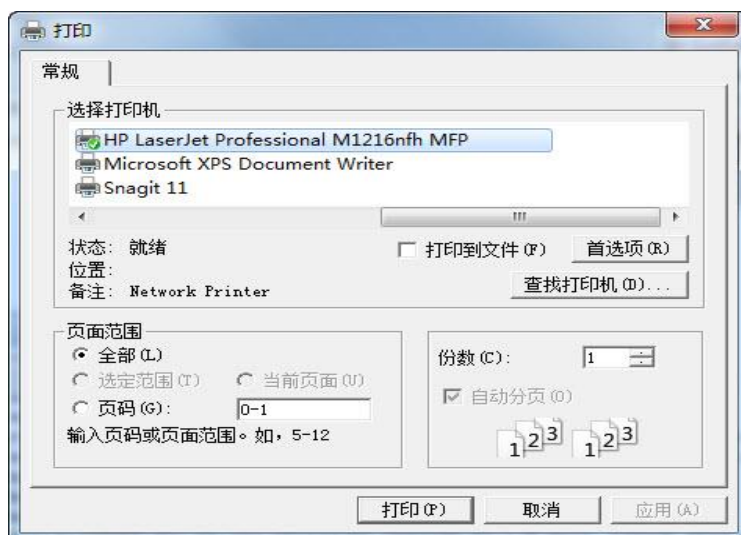 打印
常规
选择打印机
HP LaserJet Professional M1216nfh MFP
Microsoft XPS Document Writer
Snagit 11
状态: 就绪
打印到文件(F)
首选项(R)
位置:
备注: Network Printer
查找打印机(D)...
页面范围
全部(L)
选定范围(T)
当前页面(U)
页码(G):
0-1
输入页码或页面范围。如，5-12
份数(C):
1
自动分页(O)
1 2 3
1 2 3
打印(P)
取消
应用(A)